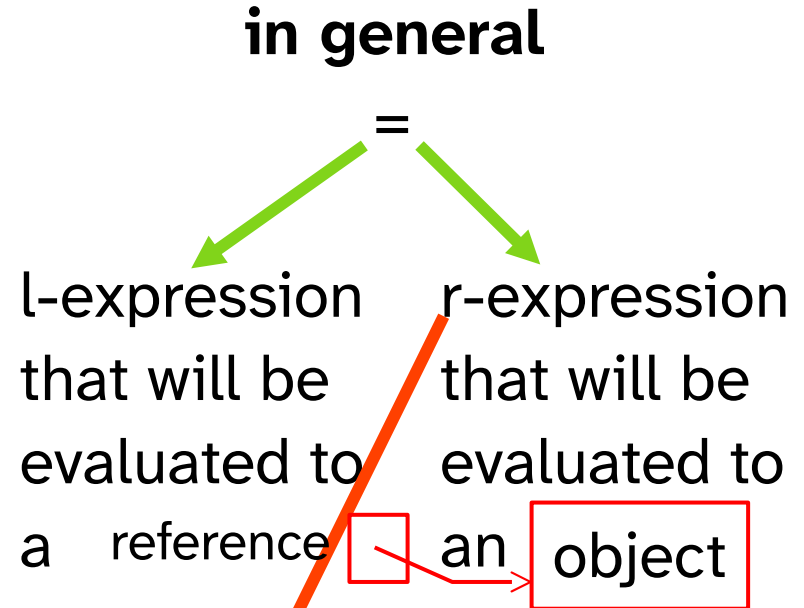 in general
=
l-expression
that will be
evaluated to
a reference
r-expression
that will be
evaluated to
an object